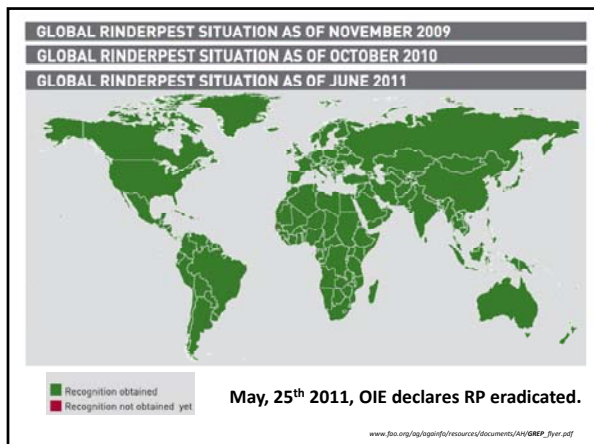 GLOBAL RINDERPEST SITUATION AS OF NOVEMBER 2009
GLOBAL RINDERPEST SITUATION AS OF OCTOBER 2010
GLOBAL RINDERPEST SITUATION AS OF JUNE 2011
Recognition obtained
Recognition not obtained yet
May, 25th 2011, OIE declares RP eradicated.
www.fao.org/ag/againfo/resources/documents/AH/GREP_flyer.pdf